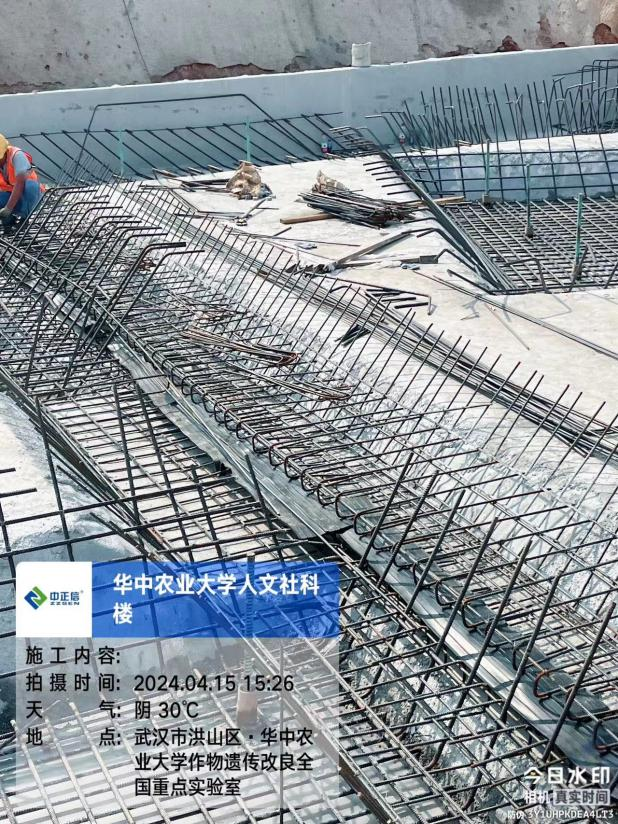 中正信®
ZZSEN
华中农业大学人文社科
楼
施工内容:
拍摄时间: 2024.04.15 15:26
天 气: 阴 30℃
地 点: 武汉市洪山区·华中农
业大学作物遗传改良全
国重点实验室
今日水印
相机 真实时间
防伪 3Y1UHPKDEA4LT3